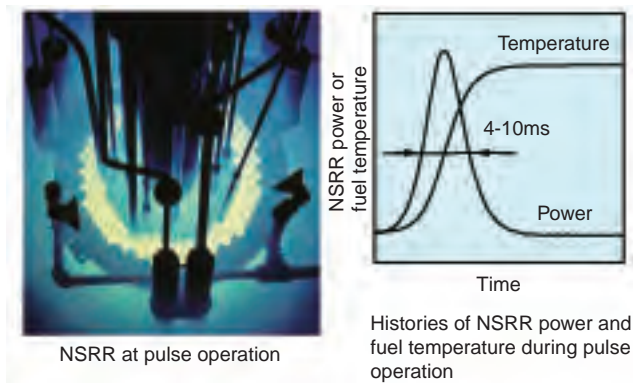 NSRR at pulse operation
NSRR power or
fuel temperature
Temperature
4-10ms
Power
Time
Histories of NSRR power and
fuel temperature during pulse
operation